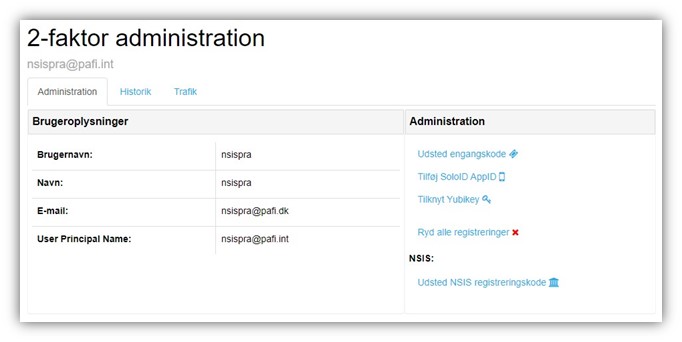 2-faktor administration
nsispra@pafi.int
Administration Historik Trafik
Brugeroplysninger
Brugernavn: nsispra
Navn: nsispra
E-mail: nsispra@pafi.dk
User Principal Name: nsispra@pafi.int
Administration
Udsted engangskode
Tilføj SoloID AppID
Tilknyt Yubikey
Ryd alle registreringer
NSIS:
Udsted NSIS registreringskode